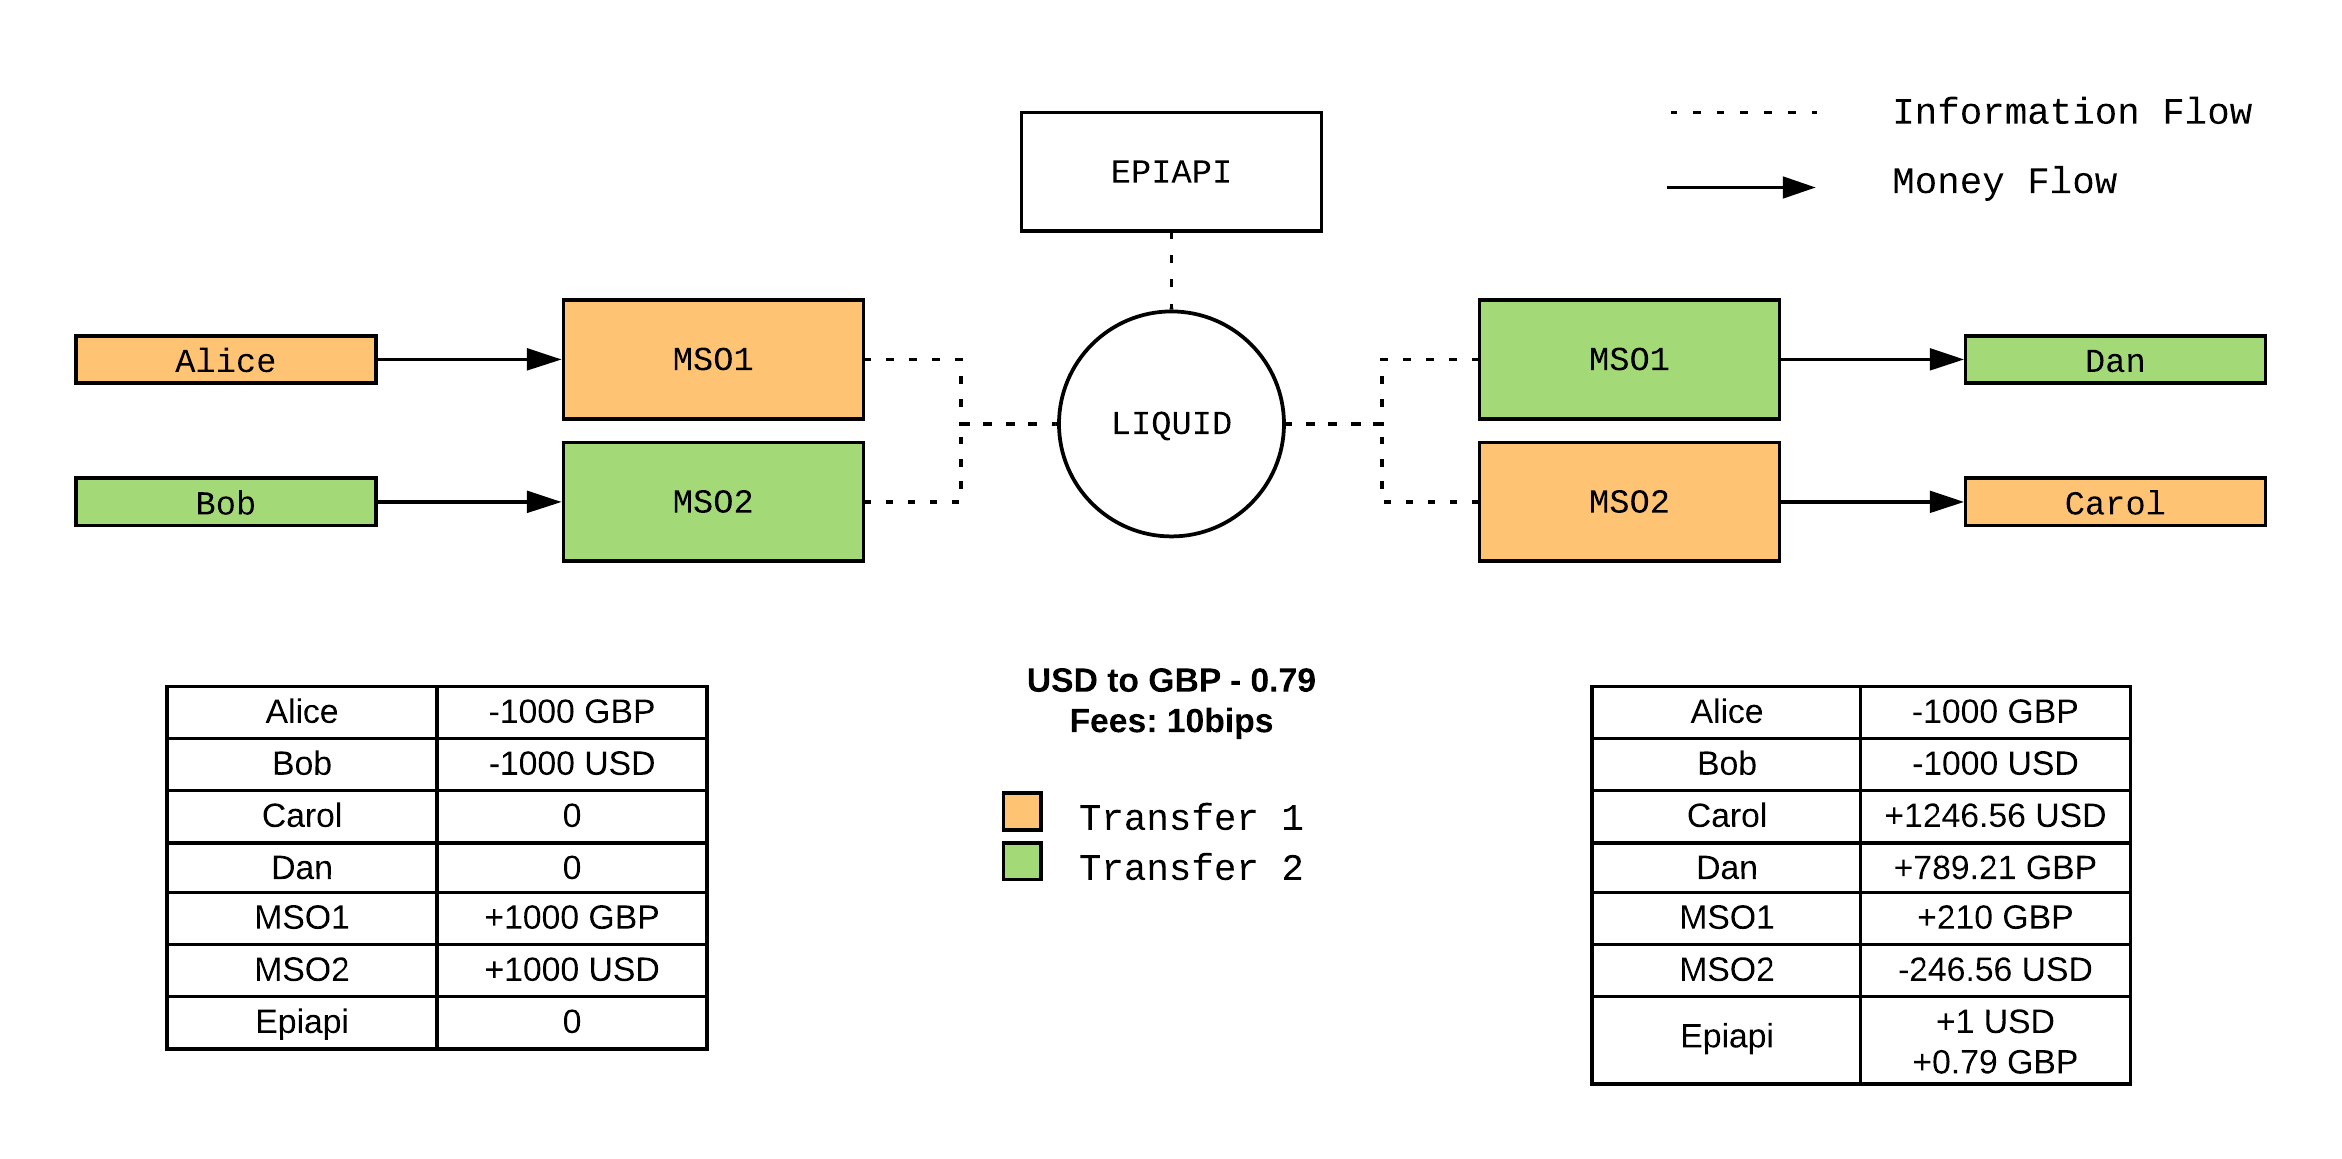 Information Flow
Money Flow
EPIAPI
Alice
MSO1
LIQUID
MSO1
Dan
Bob
MSO2
MSO2
Carol
USD to GBP - 0.79
Fees: 10bips
Transfer 1
Transfer 2
Alice -1000 GBP
Bob -1000 USD
Carol 0
Dan 0
MSO1 +1000 GBP
MSO2 +1000 USD
Epiapi 0
Alice -1000 GBP
Bob -1000 USD
Carol +1246.56 USD
Dan +789.21 GBP
MSO1 +210 GBP
MSO2 -246.56 USD
Epiapi +1 USD
+0.79 GBP